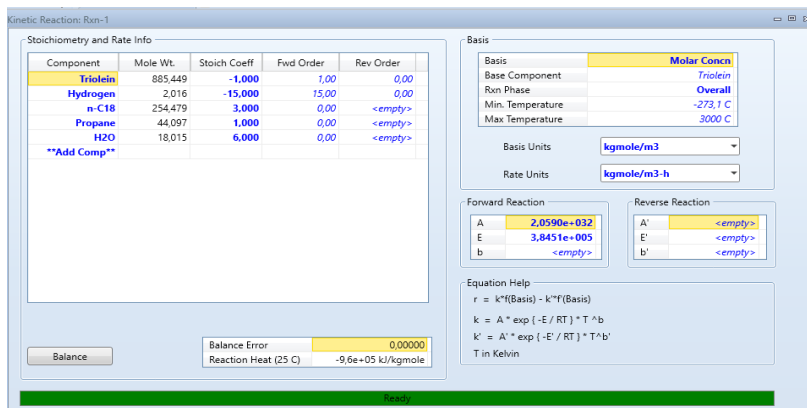 Kinetic Reaction: Rxn-1
Stoichiometry and Rate Info
Component Mole Wt. Stoich Coeff Fwd Order Rev Order
Triolein 885,449 -1,000 1,00 0,00
Hydrogen 2,016 -15,000 15,00 0,00
n-C18 254,479 3,000 0,00 <empty>
Propane 44,097 1,000 0,00 <empty>
H2O 18,015 6,000 0,00 <empty>
**Add Comp**
Balance
Balance Error 0,00000
Reaction Heat (25 C) -9,6e+05 kJ/kgmole
Basis
Basis Molar Concn
Base Component Triolein
Rxn Phase Overall
Min. Temperature -273,1 C
Max Temperature 3000 C
Basis Units kgmole/m3
Rate Units kgmole/m3-h
Forward Reaction
A 2,0590e+032
E 3,8451e+005
b <empty>
Reverse Reaction
A' <empty>
E' <empty>
b' <empty>
Equation Help
r = k*f(Basis) - k'*f'(Basis)
k = A * exp { -E / RT } * T ^b
k' = A' * exp { -E' / RT } * T^b'
T in Kelvin
Ready